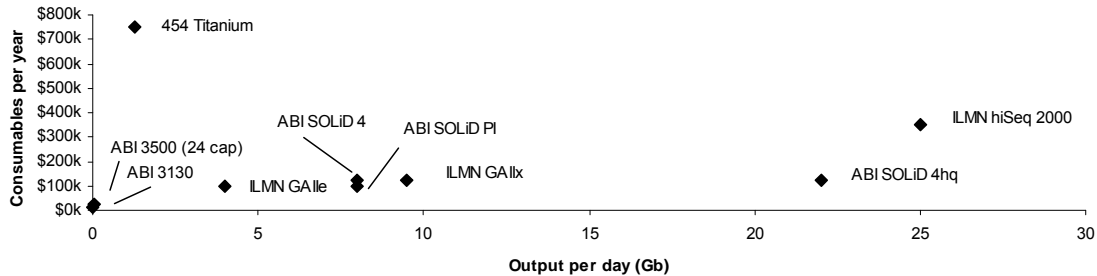 Consumables per year
$800k
$700k
$600k
$500k
$400k
$300k
$200k
$100k
$0k
454 Titanium
ABI 3500 (24 cap)
ABI 3130
ILMN GAIIe
ABI SOLiD 4
ABI SOLiD PI
ILMN GAIIx
ILMN hiSeq 2000
ABI SOLiD 4hq
0
5
10
15
20
25
30
Output per day (Gb)